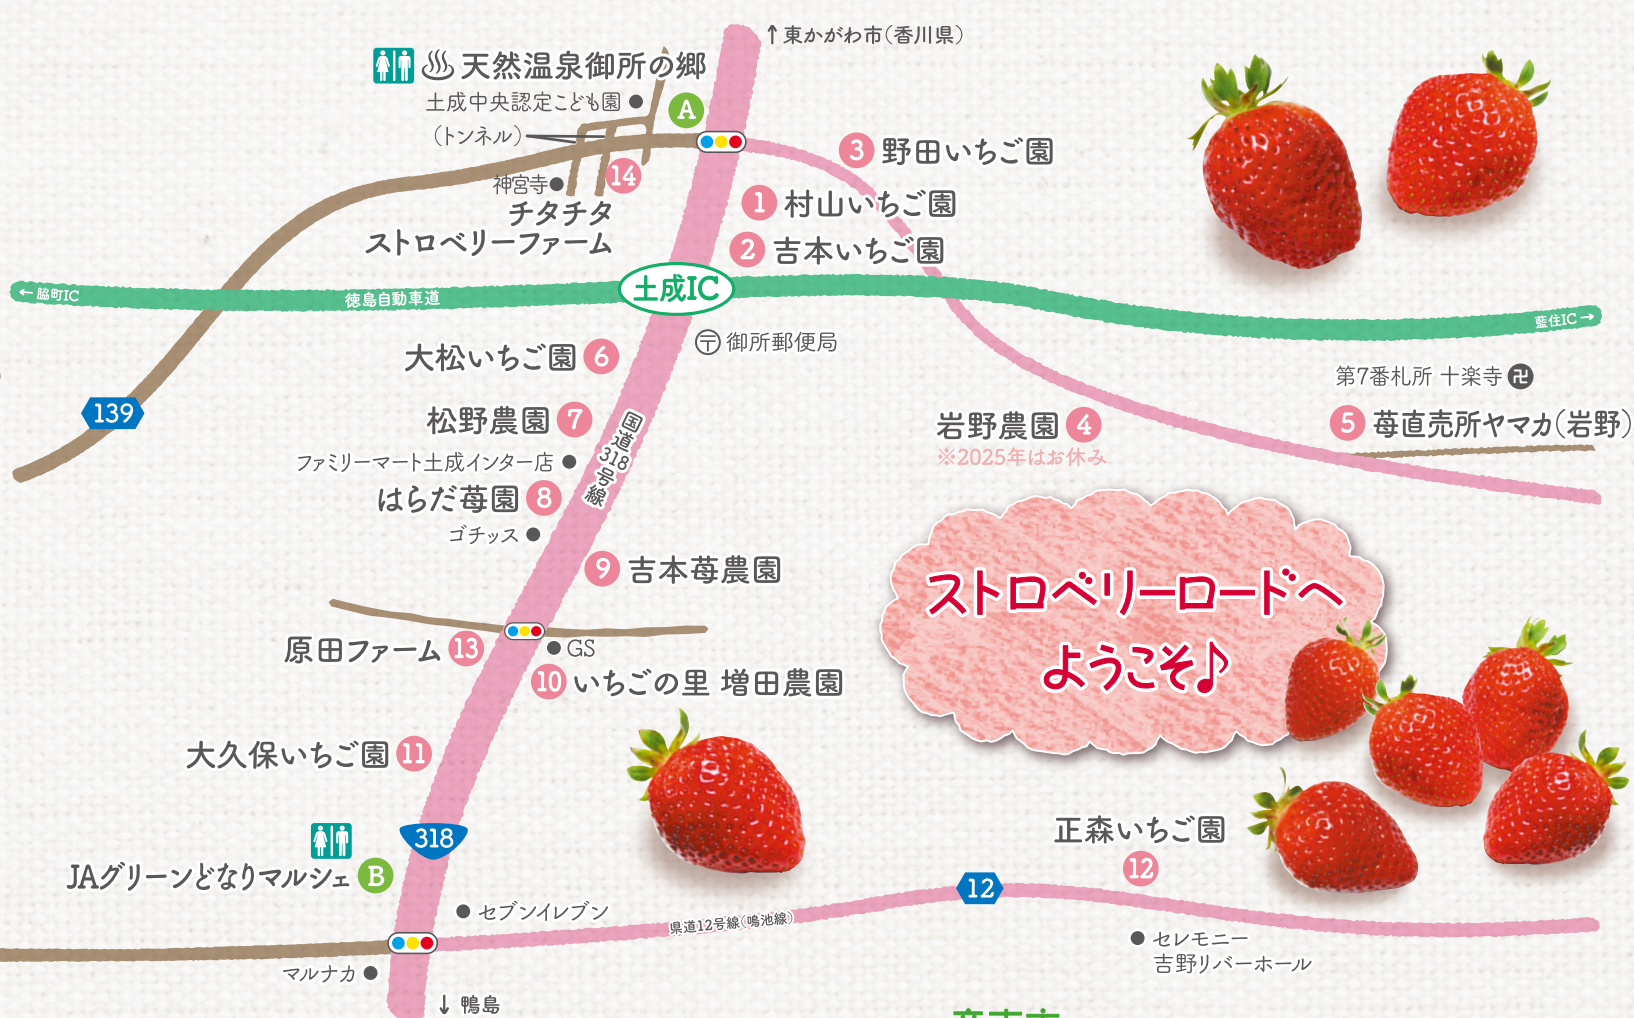 ↑東かがわ市(香川県)
天然温泉御所の郷
土成中央認定こども園
A
(トンネル)
3 野田いちご園
神宮寺
14
チタチタ
ストロベリーファーム
1 村山いちご園
2 吉本いちご園
← 脇町IC
徳島自動車道
土成IC
藍住IC →
〒 御所郵便局
大松いちご園 6
第7番札所 十楽寺 卍
139
松野農園 7
国道318号線
岩野農園 4
※2025年はお休み
5 苺直売所ヤマカ(岩野)
ファミリーマート土成インター店
はらだ苺園 8
ゴチッス
9 吉本苺農園
ストロベリーロードへ
ようこそ♪
原田ファーム 13
GS
10 いちごの里 増田農園
大久保いちご園 11
318
正森いちご園
12
JAグリーンどなりマルシェ B
12
セブンイレブン
県道12号線(鳴池線)
セレモニー
吉野リバーホール
マルナカ
↓ 鴨島